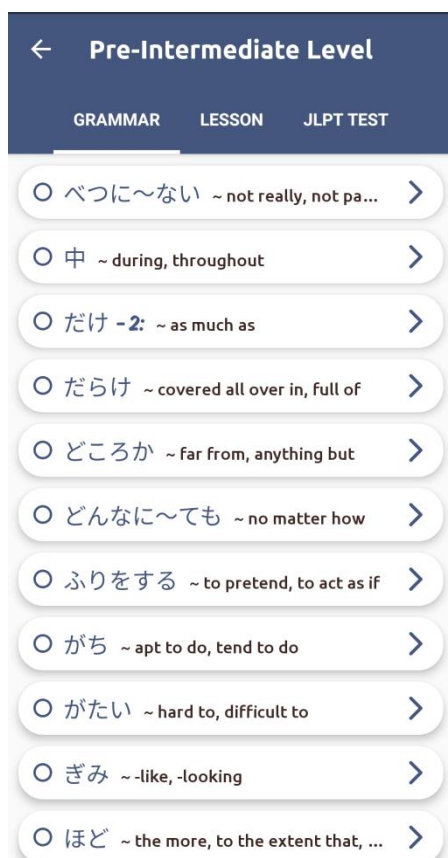 ← Pre-Intermediate Level
GRAMMAR LESSON JLPT TEST
べつに〜ない ~ not really, not pa...
中 ~ during, throughout
だけ - 2: ~ as much as
だらけ ~ covered all over in, full of
どころか ~ far from, anything but
どんなに〜ても ~ no matter how
ふりをする ~ to pretend, to act as if
がち ~ apt to do, tend to do
がたい ~ hard to, difficult to
ぎみ ~ -like, -looking
ほど ~ the more, to the extent that, ...